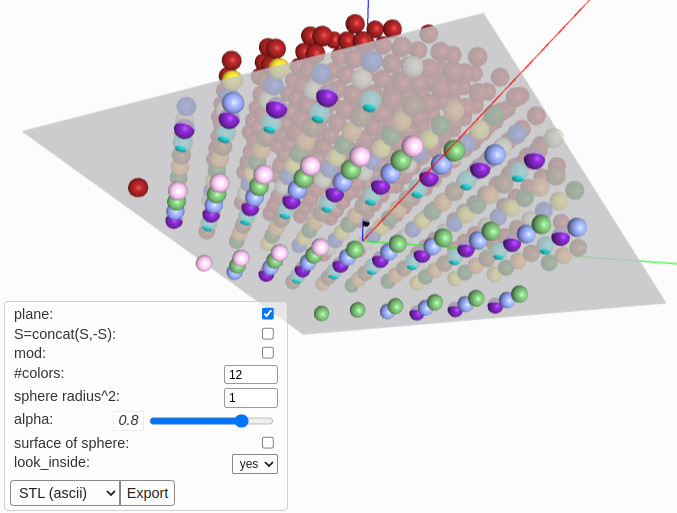 plane:
S=concat(S,-S):
mod:
#colors: 12
sphere radius^2: 1
alpha: 0.8
surface of sphere:
look_inside: yes
STL (ascii) Export